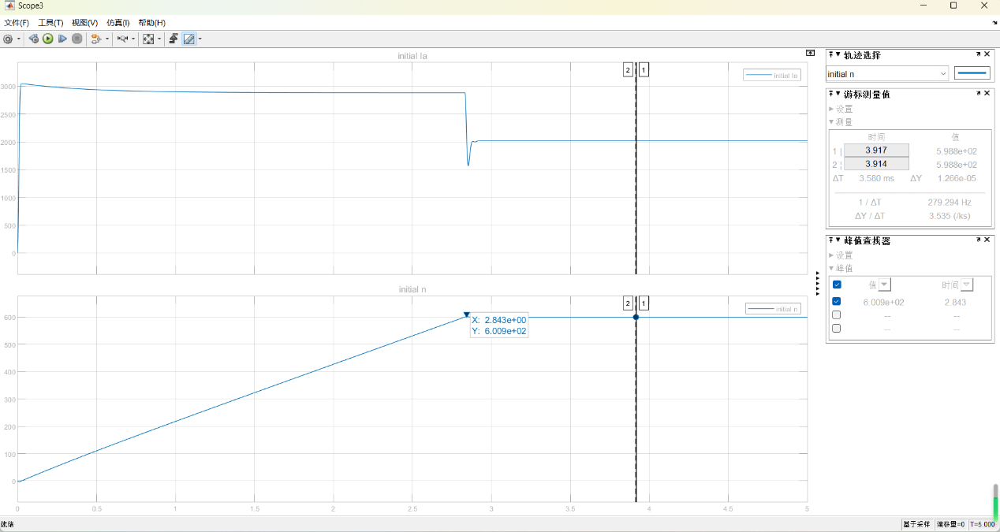 Scope3
文件(F) 工具(T) 视图(V) 仿真(I) 帮助(H)
initial Ia
2 1
initial Ia
3000
2500
2000
1500
1000
500
0
initial n
2 1
initial n
X: 2.843e+00
Y: 6.009e+02
600
500
400
300
200
100
0
0 0.5 1 1.5 2 2.5 3 3.5 4 4.5 5
轨迹选择
initial n
游标测量值
设置
测量
时间 值
1 3.917 5.988e+02
2 3.914 5.988e+02
ΔT 3.580 ms ΔY 1.266e-05
1 / ΔT 279.294 Hz
ΔY / ΔT 3.535 (/ks)
峰值查找器
设置
峰值
值 时间
6.009e+02 2.843
-- --
-- --
就绪
基于采样 偏移量=0 T=5.000